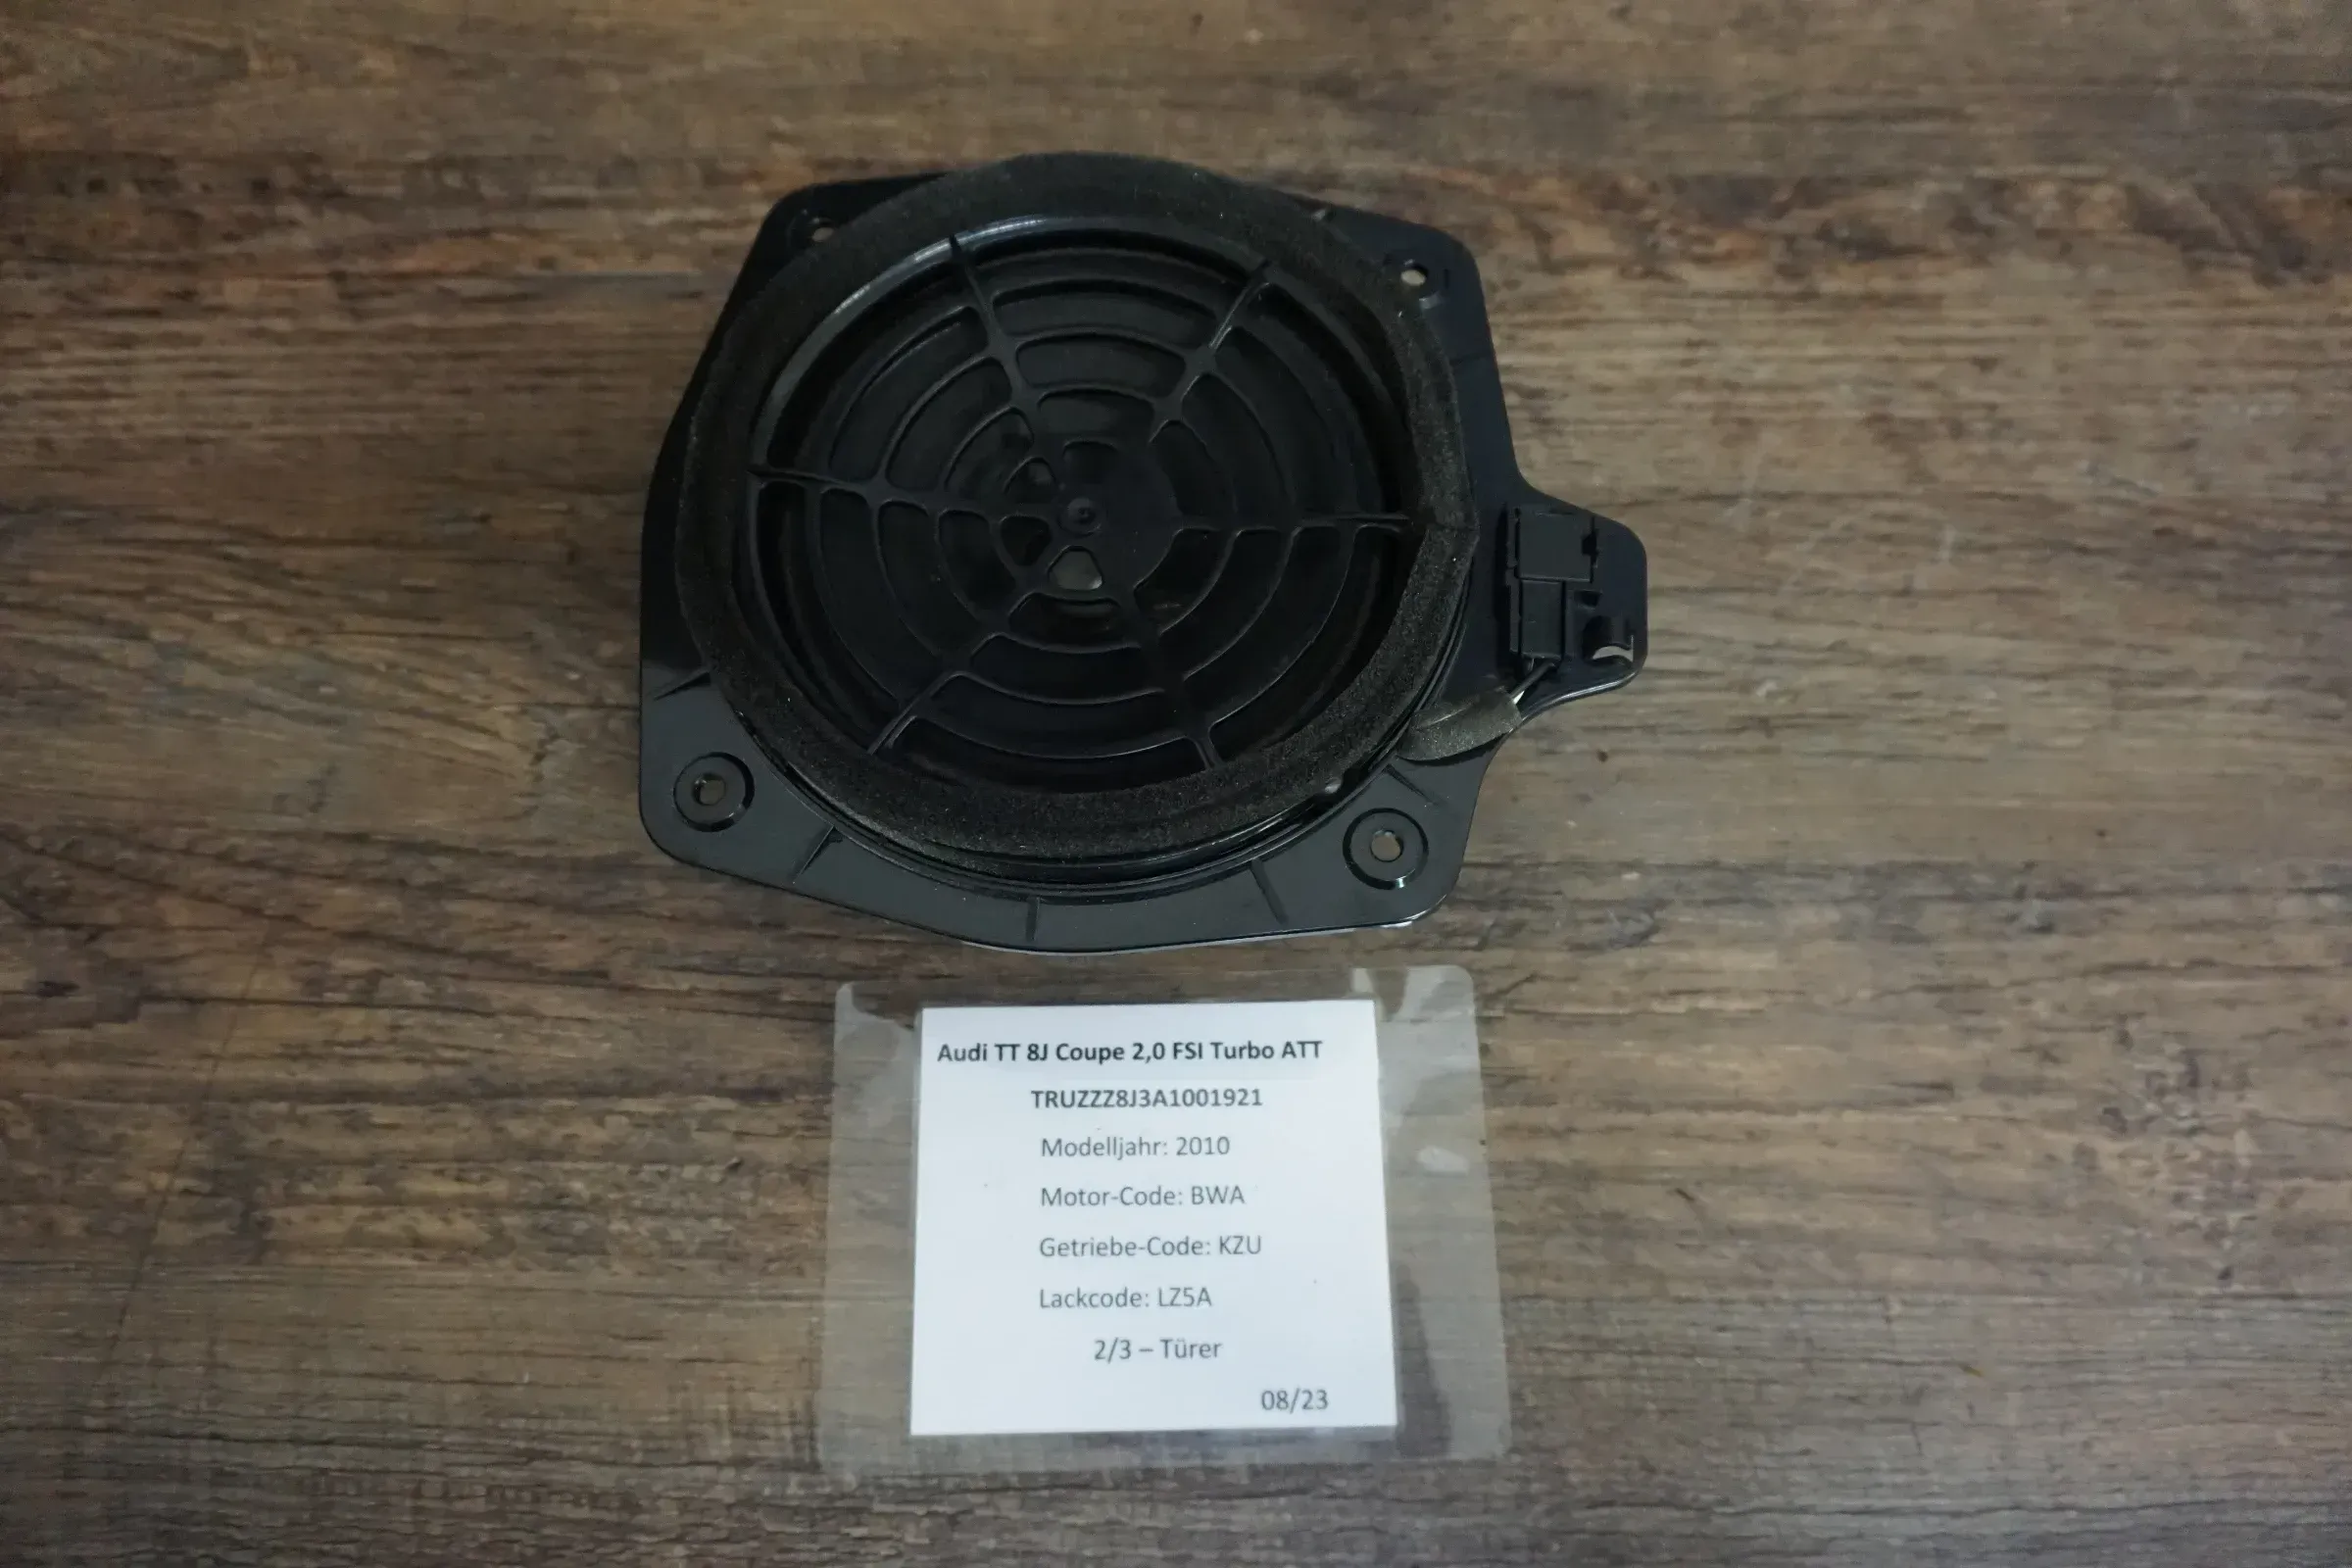 Audi TT 8J Coupe 2,0 FSI Turbo ATT
TRUZZZ8J3A1001921
Modelljahr: 2010
Motor-Code: BWA
Getriebe-Code: KZU
Lackcode: LZ5A
2/3 – Türer
08/23